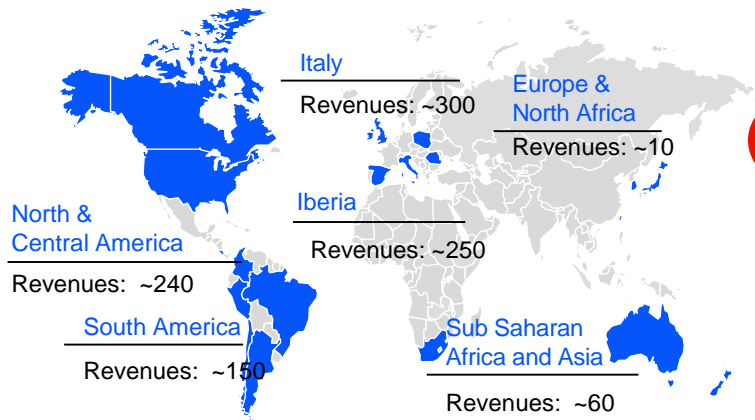 Italy
Revenues: ~300
Europe &
North Africa
Revenues: ~10
North &
Central America
Revenues: ~240
Iberia
Revenues: ~250
South America
Revenues: ~150
Sub Saharan
Africa and Asia
Revenues: ~60